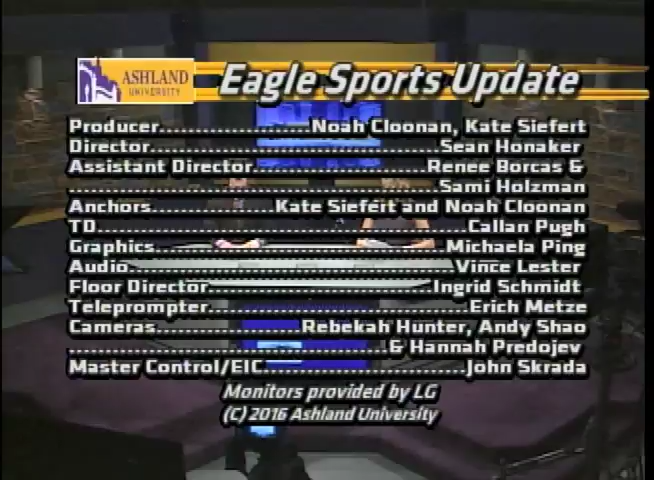 ASHLAND
UNIVERSITY
Eagle Sports Update
Producer......................Noah Cloonan, Kate Siefert
Director..........................................Sean Honaker
Assistant Director.........................Renee Borcas &
.....................................................Sami Holzman
Anchors..................Kate Siefert and Noah Cloonan
TD.....................................................Callan Pugh
Graphics..........................................Michaela Ping
Audio...............................................Vince Lester
Floor Director................................Ingrid Schmidt
Teleprompter.....................................Erich Metze
Cameras.....................Rebekah Hunter, Andy Shao
..............................................& Hannah Predojev
Master Control/EIC.............................John Skrada
Monitors provided by LG
(C) 2016 Ashland University